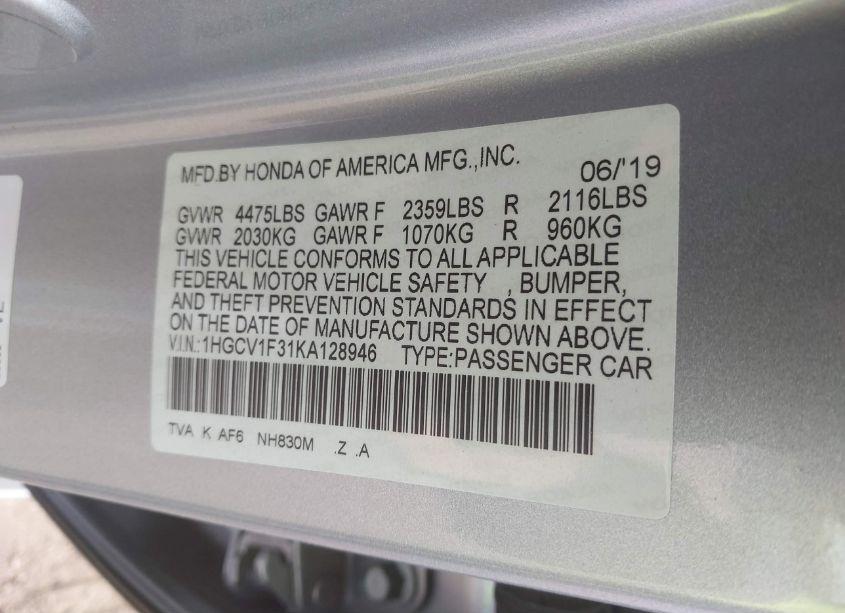 MFD.BY HONDA OF AMERICA MFG.,INC. 06/'19
GVWR 4475LBS GAWR F 2359LBS R 2116LBS
GVWR 2030KG GAWR F 1070KG R 960KG
THIS VEHICLE CONFORMS TO ALL APPLICABLE
FEDERAL MOTOR VEHICLE SAFETY , BUMPER,
AND THEFT PREVENTION STANDARDS IN EFFECT
ON THE DATE OF MANUFACTURE SHOWN ABOVE.
V.I.N.:1HGCV1F31KA128946 TYPE:PASSENGER CAR
TVA K AF6 NH830M .Z .A